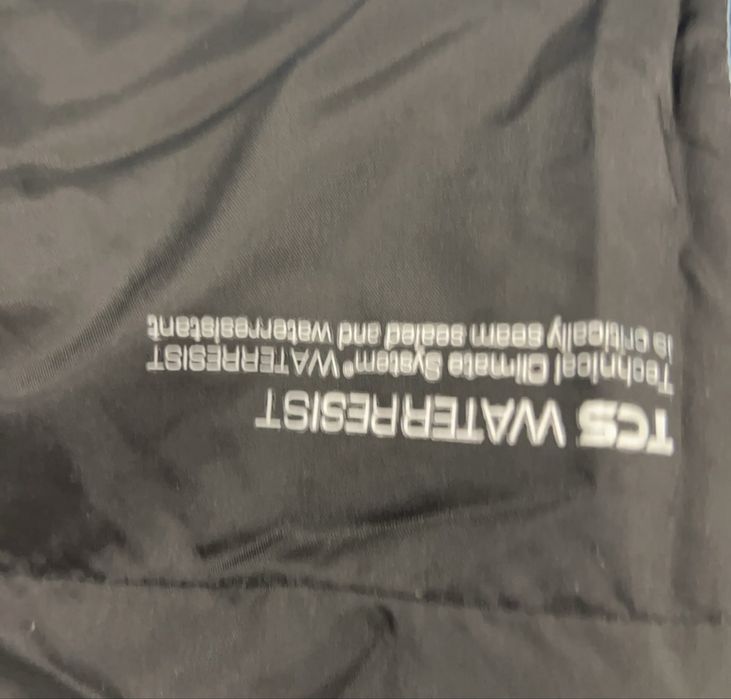 TCS WATERRESIST
Technical Climate System® WATERRESIST
is critically seam sealed and waterresistant